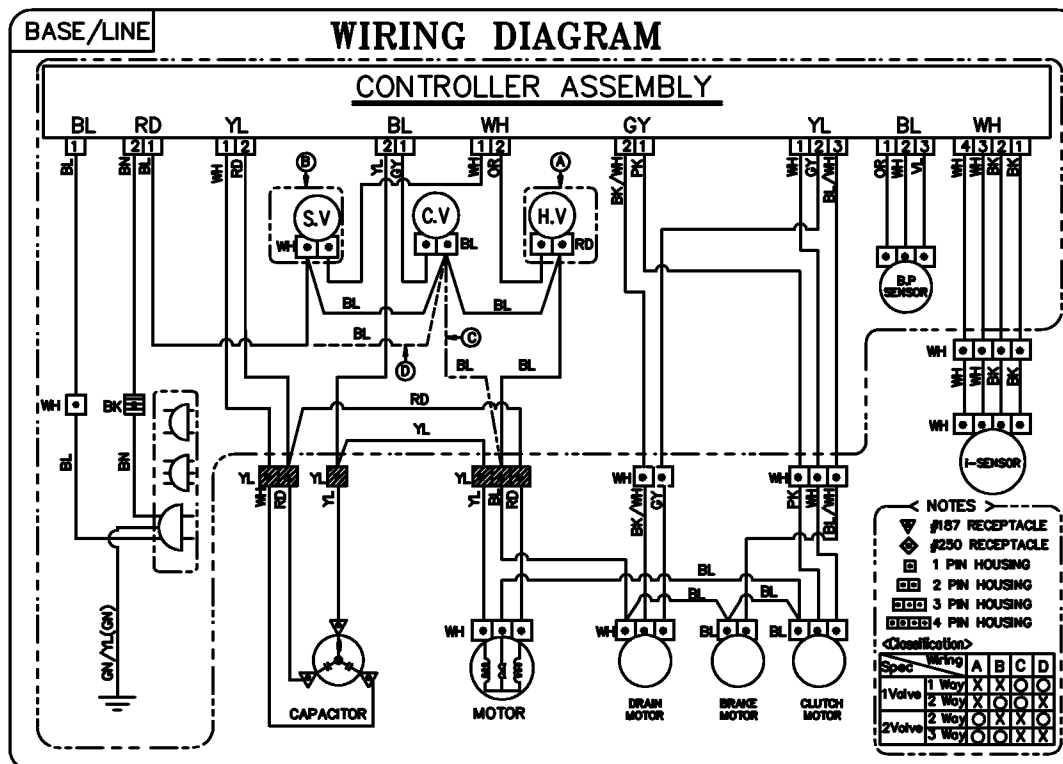 BASE/LINE
WIRING DIAGRAM
CONTROLLER ASSEMBLY
BL RD YL BL WH GY YL BL WH
1 2 1 1 2 2 1 1 2 2 1 1 2 3 1 2 3 4 3 2 1
BL BN BL WH RD YL GY WH OR BK/WH PK WH GY BL/WH OR WH VL WH WH BK BK
B A
S.V C.V H.V
WH BL RD
B.P
SENSOR
BL BL
BL C
D BL BL
WH
WH WH BK BK
WH BK RD
YL
WH
I-SENSOR
BL BN
YL YL YL WH WH
WH RD YL YL BL RD BK/WH GY PK WH BL/WH
NOTES
#187 RECEPTACLE
#250 RECEPTACLE
1 PIN HOUSING
2 PIN HOUSING
3 PIN HOUSING
4 PIN HOUSING
BL
BL BL
GN/YL(GN)
WH WH BL BL
CAPACITOR
MOTOR
DRAIN
MOTOR
BRAKE
MOTOR
CLUTCH
MOTOR
<Classification>
Spec Wiring A B C D
1Valve 1 Way X X O O
2 Way X O O X
2Valve 2 Way O X X O
3 Way O O X X